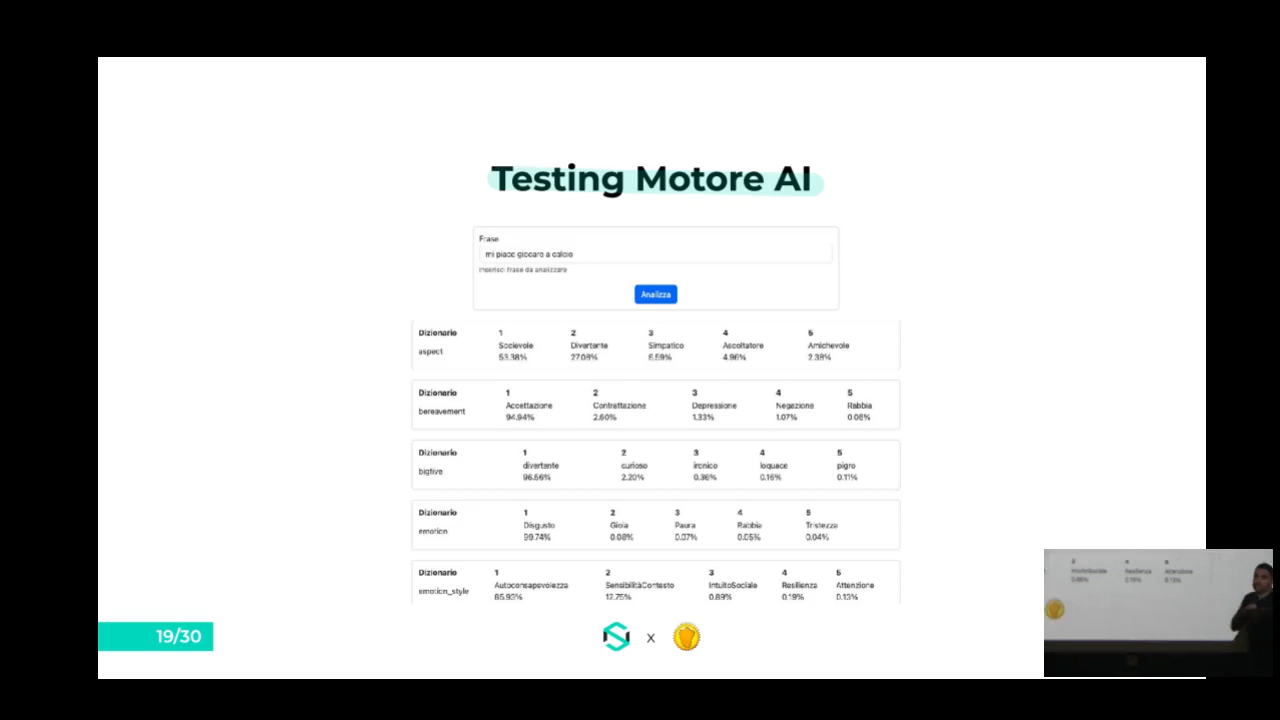 Testing Motore AI
Frase
mi piace giocare a calcio
Inserisci frase da analizzare
Analizza
Dizionario 1 2 3 4 5
aspect Socievole Divertente Simpatico Ascoltatore Amichevole
53.38% 27.08% 6.59% 4.96% 2.38%
Dizionario 1 2 3 4 5
bereavement Accettazione Contrattazione Depressione Negazione Rabbia
94.94% 2.60% 1.33% 1.07% 0.06%
Dizionario 1 2 3 4 5
bigfive divertente curioso ironico loquace pigro
96.56% 2.20% 0.36% 0.16% 0.11%
Dizionario 1 2 3 4 5
emotion Disgusto Gioia Paura Rabbia Tristezza
99.74% 0.08% 0.07% 0.05% 0.04%
Dizionario 1 2 3 4 5
emotion_style Autoconsapevolezza SensibilitàContesto IntuitoSociale Resilienza Attenzione
85.93% 12.75% 0.89% 0.19% 0.13%
19/30
X